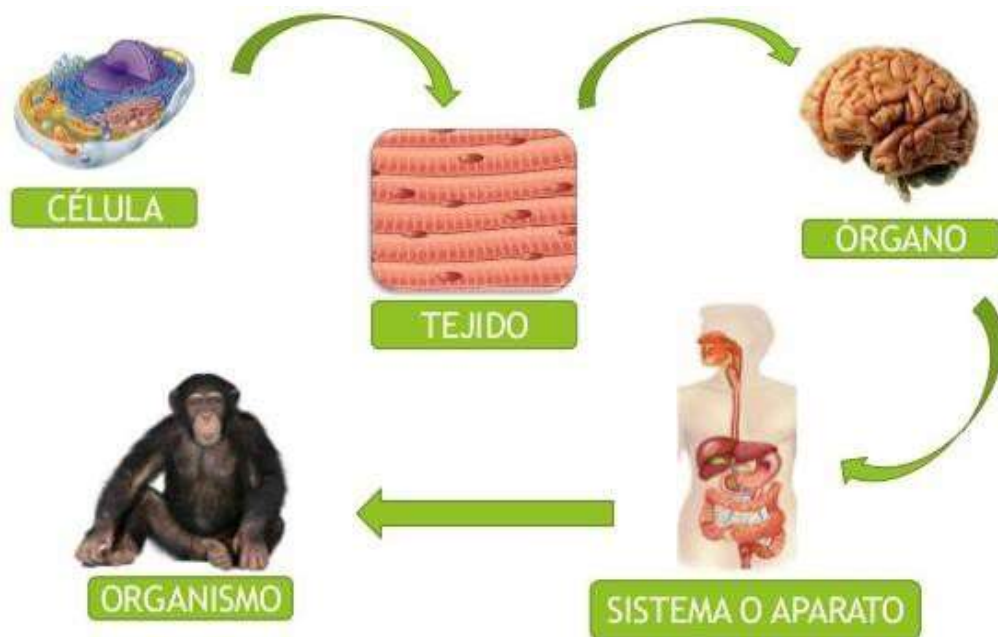 CÉLULA
TEJIDO
ÓRGANO
SISTEMA O APARATO
ORGANISMO